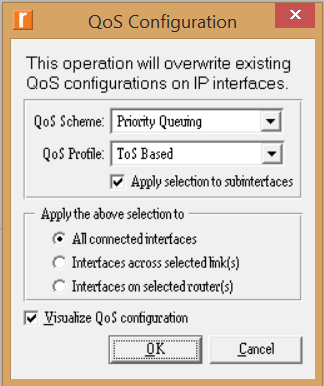 QoS Configuration
This operation will overwrite existing
QoS configurations on IP interfaces.
QoS Scheme: Priority Queuing
QoS Profile: ToS Based
Apply selection to subinterfaces
Apply the above selection to
All connected interfaces
Interfaces across selected link(s)
Interfaces on selected router(s)
Visualize QoS configuration
OK Cancel